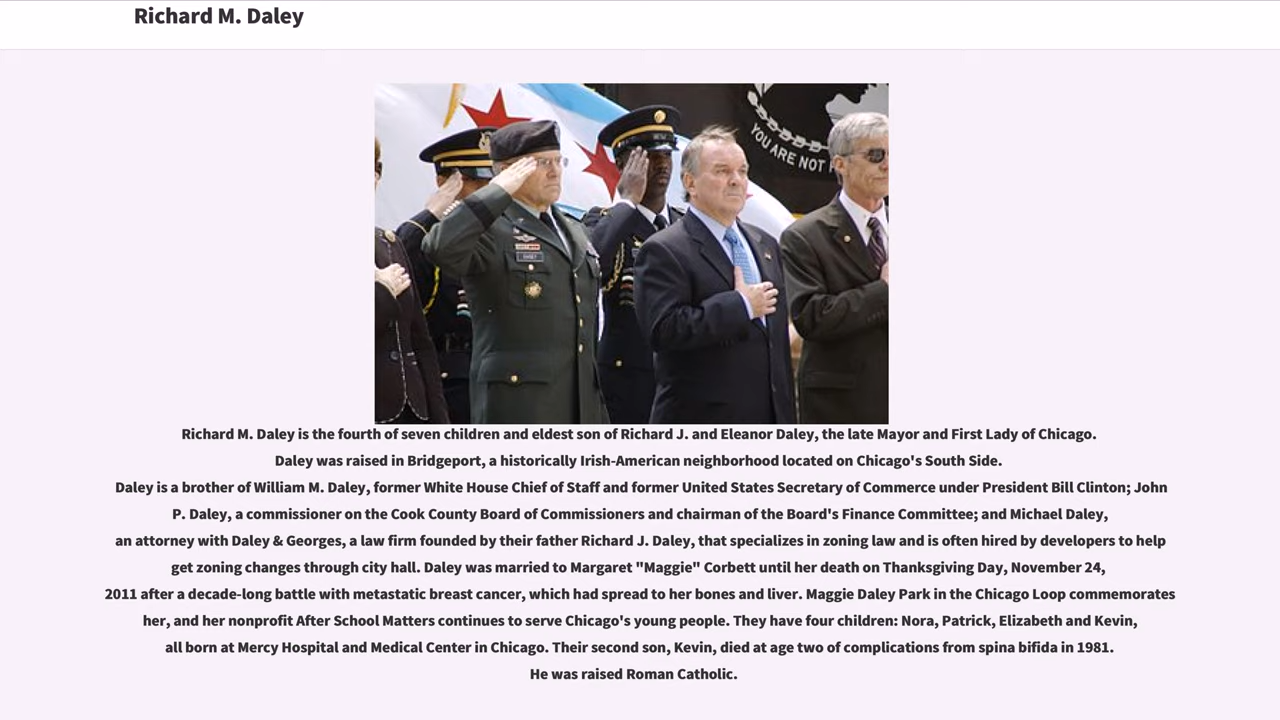 Richard M. Daley
YOU ARE NOT
Richard M. Daley is the fourth of seven children and eldest son of Richard J. and Eleanor Daley, the late Mayor and First Lady of Chicago.
Daley was raised in Bridgeport, a historically Irish-American neighborhood located on Chicago's South Side.
Daley is a brother of William M. Daley, former White House Chief of Staff and former United States Secretary of Commerce under President Bill Clinton; John
P. Daley, a commissioner on the Cook County Board of Commissioners and chairman of the Board's Finance Committee; and Michael Daley,
an attorney with Daley & Georges, a law firm founded by their father Richard J. Daley, that specializes in zoning law and is often hired by developers to help
get zoning changes through city hall. Daley was married to Margaret "Maggie" Corbett until her death on Thanksgiving Day, November 24,
2011 after a decade-long battle with metastatic breast cancer, which had spread to her bones and liver. Maggie Daley Park in the Chicago Loop commemorates
her, and her nonprofit After School Matters continues to serve Chicago's young people. They have four children: Nora, Patrick, Elizabeth and Kevin,
all born at Mercy Hospital and Medical Center in Chicago. Their second son, Kevin, died at age two of complications from spina bifida in 1981.
He was raised Roman Catholic.